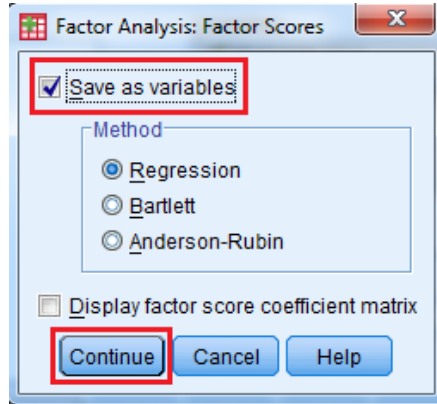 Factor Analysis: Factor Scores
Save as variables
Method
Regression
Bartlett
Anderson-Rubin
Display factor score coefficient matrix
Continue Cancel Help